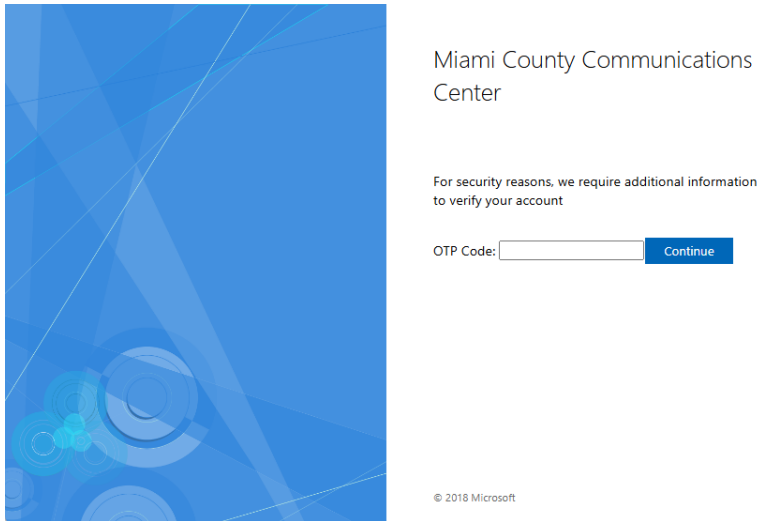 Miami County Communications
Center
For security reasons, we require additional information
to verify your account
OTP Code:
Continue
© 2018 Microsoft